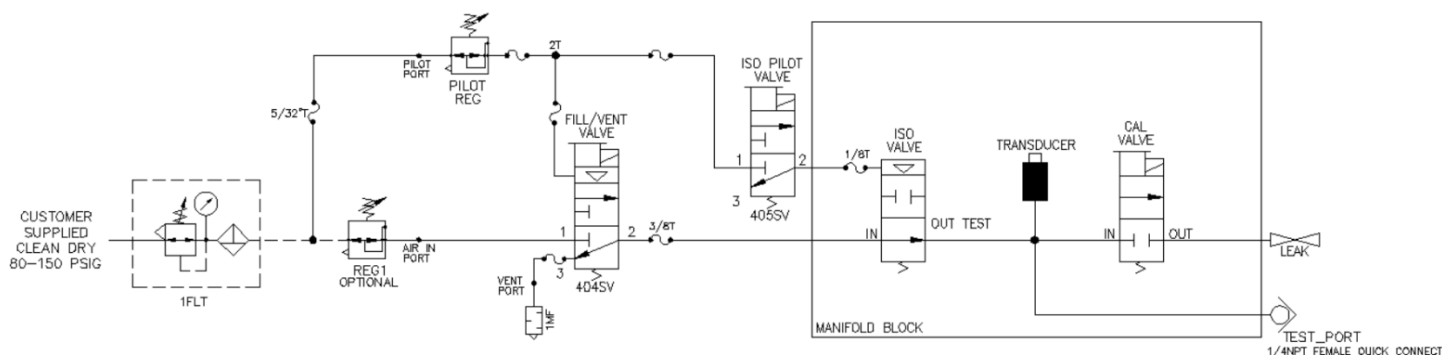 CUSTOMER
SUPPLIED
CLEAN DRY
80-150 PSIG
1FLT
5/32"T
PILOT
PORT
PILOT
REG
2T
REG1
OPTIONAL
AIR IN
PORT
FILL/VENT
VALVE
1
2
3
404SV
VENT
PORT
1MF
3/8T
ISO PILOT
VALVE
1
2
3
405SV
1/8T
ISO
VALVE
IN
OUT TEST
TRANSDUCER
CAL
VALVE
IN
OUT
LEAK
MANIFOLD BLOCK
TEST_PORT
1/4NPT FEMALE QUICK CONNECT